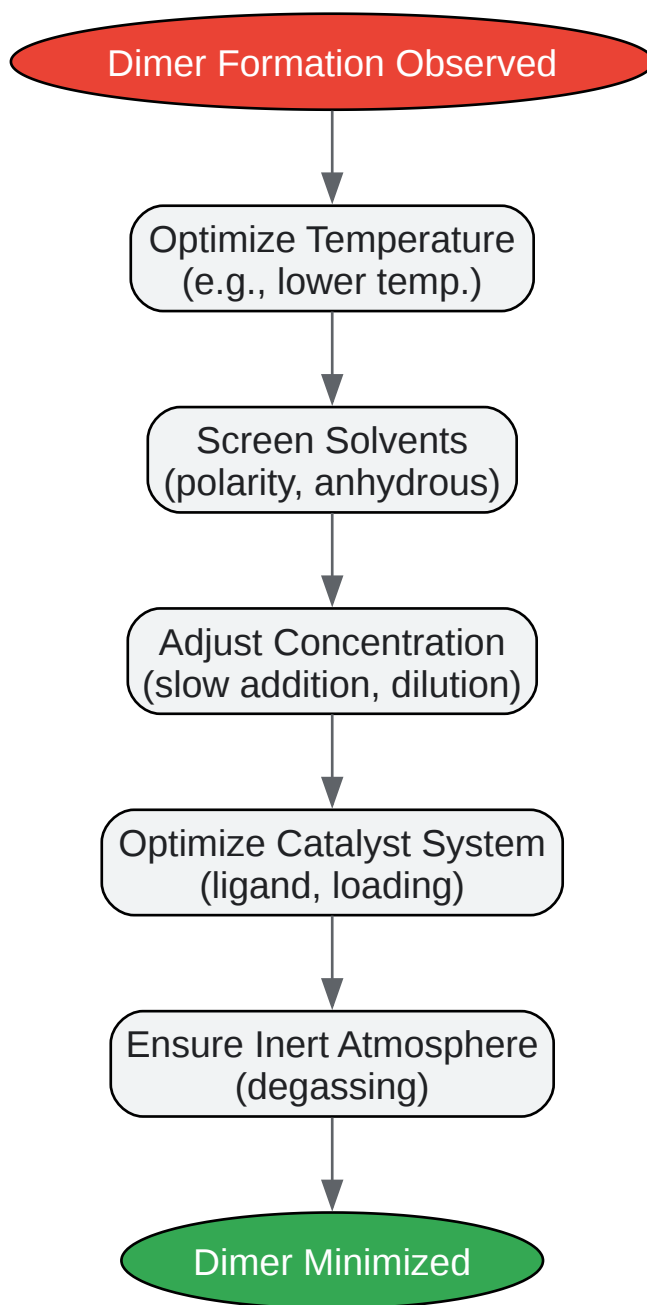 Dimer Formation Observed
Optimize Temperature
(e.g., lower temp.)
Screen Solvents
(polarity, anhydrous)
Adjust Concentration
(slow addition, dilution)
Optimize Catalyst System
(ligand, loading)
Ensure Inert Atmosphere
(degassing)
Dimer Minimized